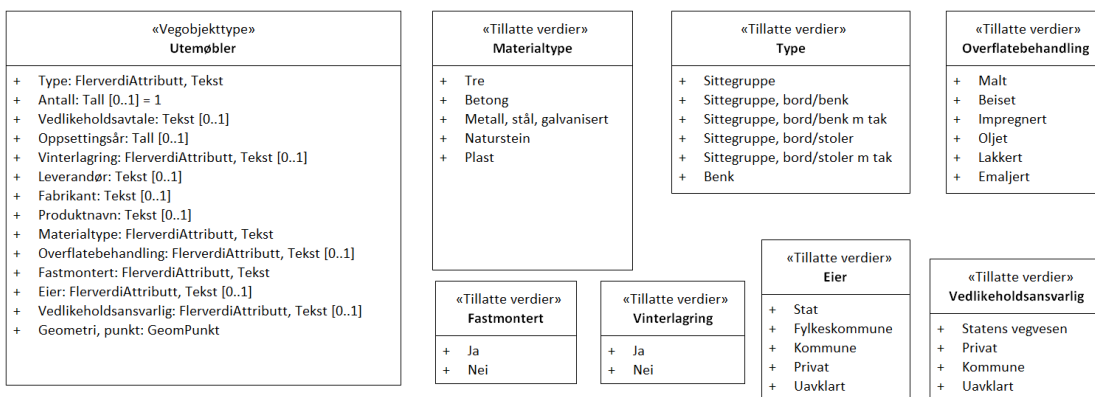 «Vegobjekttype»
Utemøbler
+ Type: FlerverdiAttributt, Tekst
+ Antall: Tall [0..1] = 1
+ Vedlikeholdsavtale: Tekst [0..1]
+ Oppsettingsår: Tall [0..1]
+ Vinterlagring: FlerverdiAttributt, Tekst [0..1]
+ Leverandør: Tekst [0..1]
+ Fabrikant: Tekst [0..1]
+ Produktnavn: Tekst [0..1]
+ Materialtype: FlerverdiAttributt, Tekst
+ Overflatebehandling: FlerverdiAttributt, Tekst [0..1]
+ Fastmontert: FlerverdiAttributt, Tekst
+ Eier: FlerverdiAttributt, Tekst [0..1]
+ Vedlikeholdsansvarlig: FlerverdiAttributt, Tekst [0..1]
+ Geometri, punkt: GeomPunkt
«Tillatte verdier»
Materialtype
+ Tre
+ Betong
+ Metall, stål, galvanisert
+ Naturstein
+ Plast
«Tillatte verdier»
Type
+ Sittegruppe
+ Sittegruppe, bord/benk
+ Sittegruppe, bord/benk m tak
+ Sittegruppe, bord/stoler
+ Sittegruppe, bord/stoler m tak
+ Benk
«Tillatte verdier»
Overflatebehandling
+ Malt
+ Beiset
+ Impregnert
+ Oljet
+ Lakkert
+ Emaljert
«Tillatte verdier»
Fastmontert
+ Ja
+ Nei
«Tillatte verdier»
Vinterlagring
+ Ja
+ Nei
«Tillatte verdier»
Eier
+ Stat
+ Fylkeskommune
+ Kommune
+ Privat
+ Uavklart
«Tillatte verdier»
Vedlikeholdsansvarlig
+ Statens vegvesen
+ Privat
+ Kommune
+ Uavklart